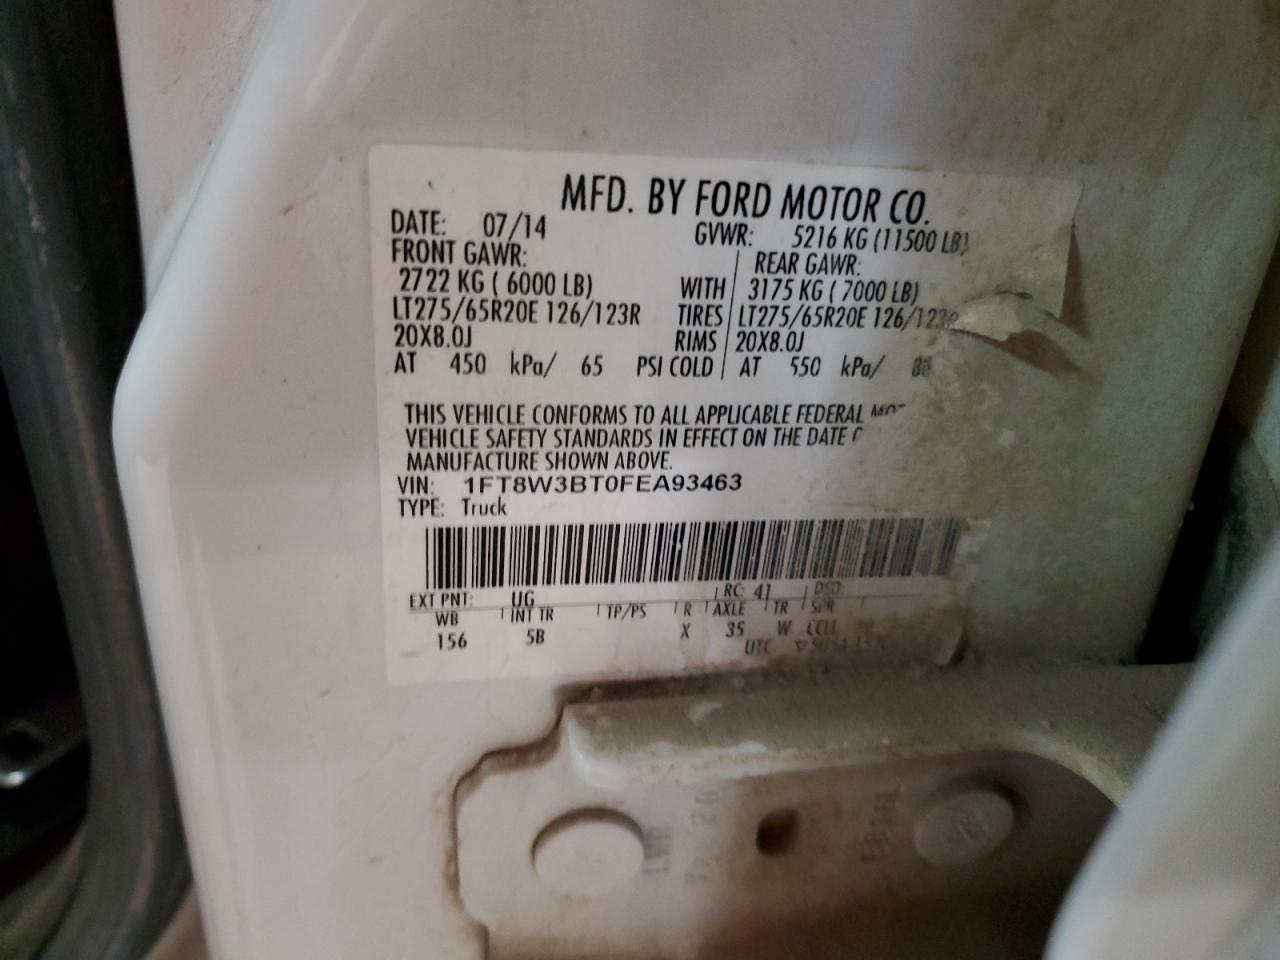 MFD. BY FORD MOTOR CO.
DATE: 07/14 GVWR: 5216 KG (11500 LB)
FRONT GAWR: REAR GAWR:
2722 KG ( 6000 LB) WITH 3175 KG ( 7000 LB)
LT275/65R20E 126/123R TIRES LT275/65R20E 126/123R
20X8.0J RIMS 20X8.0J
AT 450 kPa/ 65 PSI COLD AT 550 kPa/
THIS VEHICLE CONFORMS TO ALL APPLICABLE FEDERAL
VEHICLE SAFETY STANDARDS IN EFFECT ON THE DATE
MANUFACTURE SHOWN ABOVE.
VIN: 1FT8W3BT0FEA93463
TYPE: Truck
EXT PNT: UG RC: 41 DSO:
WB INT TR TP/PS R AXLE TR SPR
156 5B X 35 W
UTC